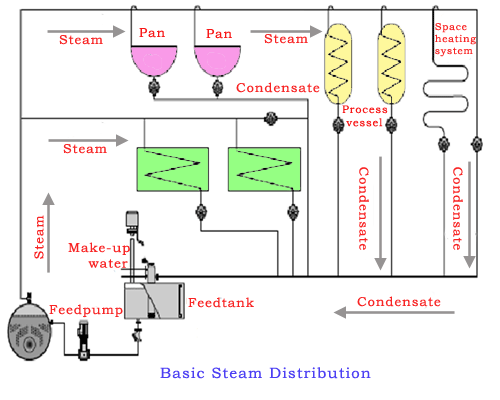 Steam
Pan
Pan
Steam
Space
heating
system
Condensate
Process
vessel
Steam
Condensate
Condensate
Steam
Make-up
water
Feedpump
Feedtank
Condensate
Basic Steam Distribution